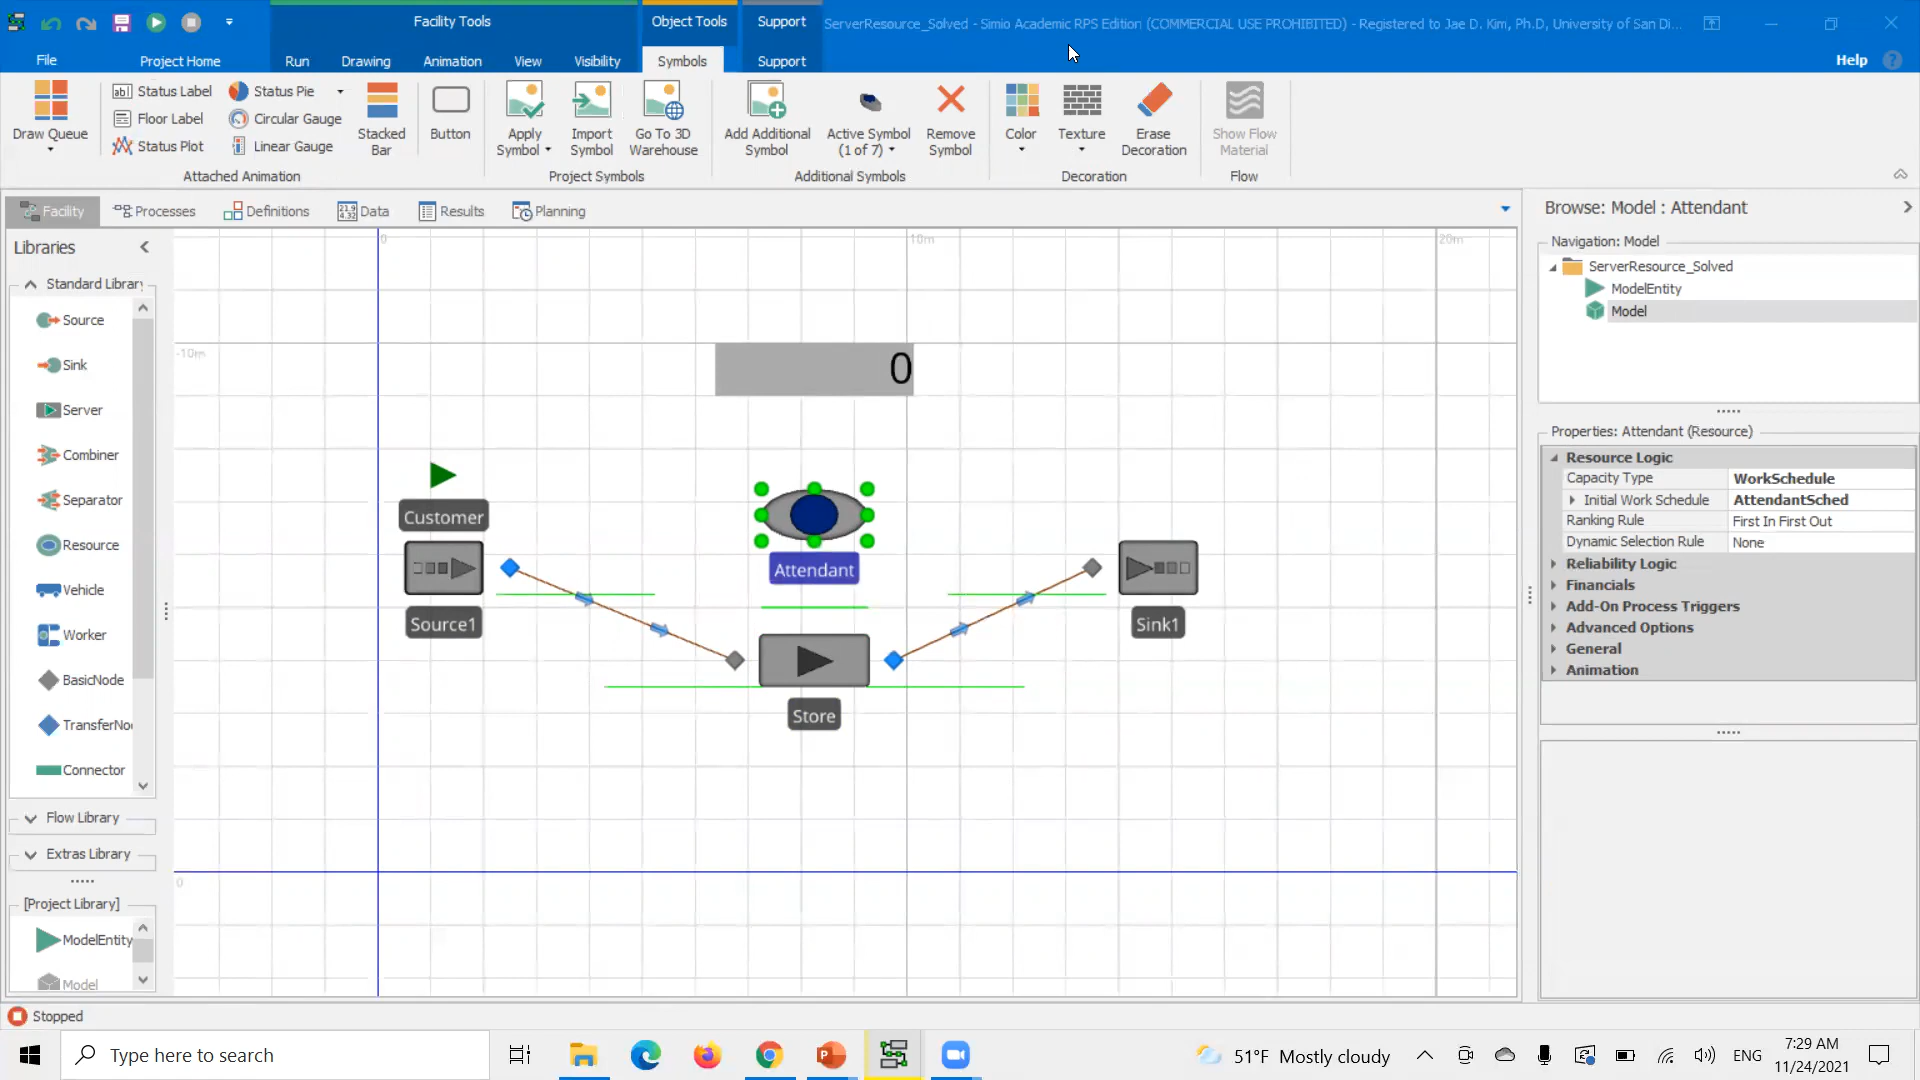 Facility Tools
Object Tools
Support
ServerResource_Solved - Simio Academic RPS Edition (COMMERCIAL USE PROHIBITED) - Registered to Jae D. Kim, Ph.D, University of San Di...
File
Project Home
Run
Drawing
Animation
View
Visibility
Symbols
Support
Help
Draw Queue
Status Label
Floor Label
Status Plot
Status Pie
Circular Gauge
Linear Gauge
Stacked Bar
Button
Apply Symbol
Import Symbol
Go To 3D Warehouse
Add Additional Symbol
Active Symbol (1 of 7)
Remove Symbol
Color
Texture
Erase Decoration
Show Flow Material
Attached Animation
Project Symbols
Additional Symbols
Decoration
Flow
Facility
Processes
Definitions
Data
Results
Planning
Libraries
Standard Library
Source
Sink
Server
Combiner
Separator
Resource
Vehicle
Worker
BasicNode
TransferNo
Connector
Flow Library
Extras Library
[Project Library]
ModelEntity
Model
0
10m
20m
-10m
0
0
Customer
Source1
Attendant
Store
Sink1
Browse: Model : Attendant
Navigation: Model
ServerResource_Solved
ModelEntity
Model
Properties: Attendant (Resource)
Resource Logic
Capacity Type WorkSchedule
Initial Work Schedule AttendantSched
Ranking Rule First In First Out
Dynamic Selection Rule None
Reliability Logic
Financials
Add-On Process Triggers
Advanced Options
General
Animation
Stopped
Type here to search
51°F Mostly cloudy
ENG
7:29 AM
11/24/2021